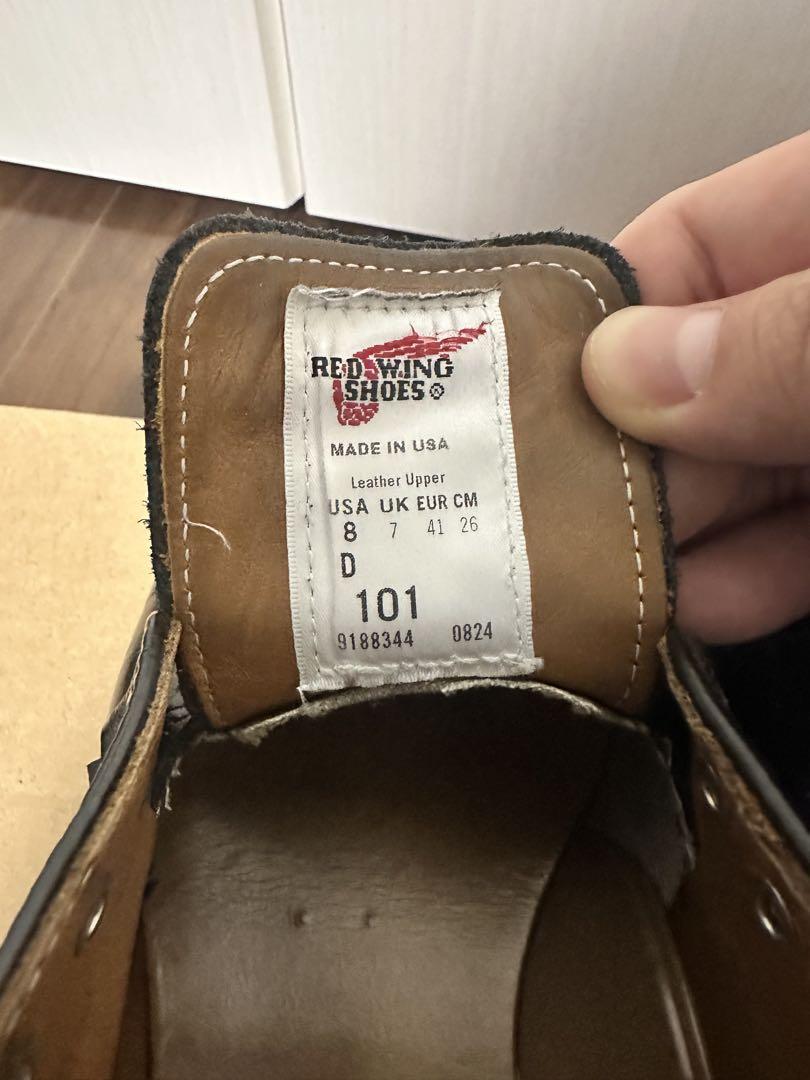 RED WING
SHOES®
MADE IN USA
Leather Upper
USA UK EUR CM
8 7 41 26
D
101
9188344 0824